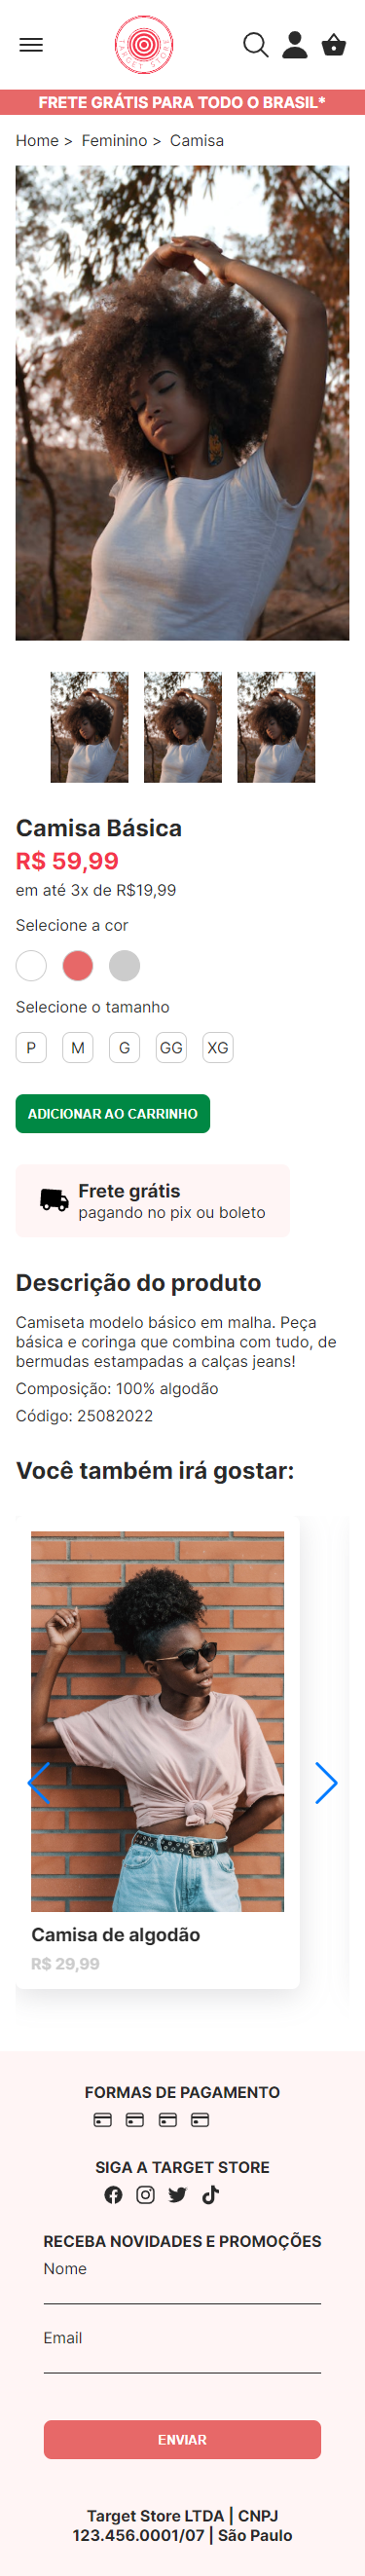 TARGET STORE
FRETE GRÁTIS PARA TODO O BRASIL*
Home > Feminino > Camisa
Camisa Básica
R$ 59,99
em até 3x de R$19,99
Selecione a cor
Selecione o tamanho
P M G GG XG
ADICIONAR AO CARRINHO
Frete grátis
pagando no pix ou boleto
Descrição do produto
Camiseta modelo básico em malha. Peça
básica e coringa que combina com tudo, de
bermudas estampadas a calças jeans!
Composição: 100% algodão
Código: 25082022
Você também irá gostar:
Camisa de algodão
R$ 29,99
FORMAS DE PAGAMENTO
SIGA A TARGET STORE
RECEBA NOVIDADES E PROMOÇÕES
Nome
Email
ENVIAR
Target Store LTDA | CNPJ
123.456.0001/07 | São Paulo